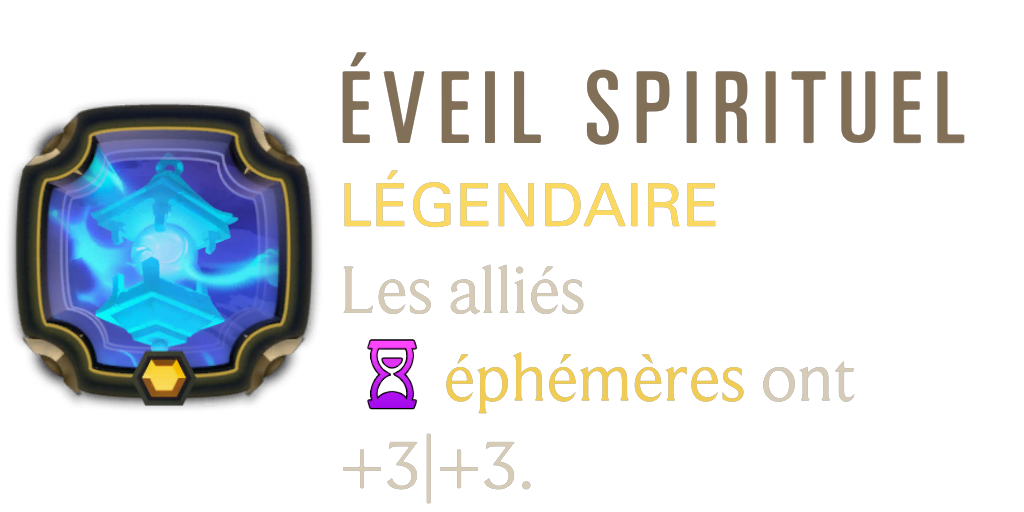 ÉVEIL SPIRITUEL
LÉGENDAIRE
Les alliés
éphémères ont
+3|+3.